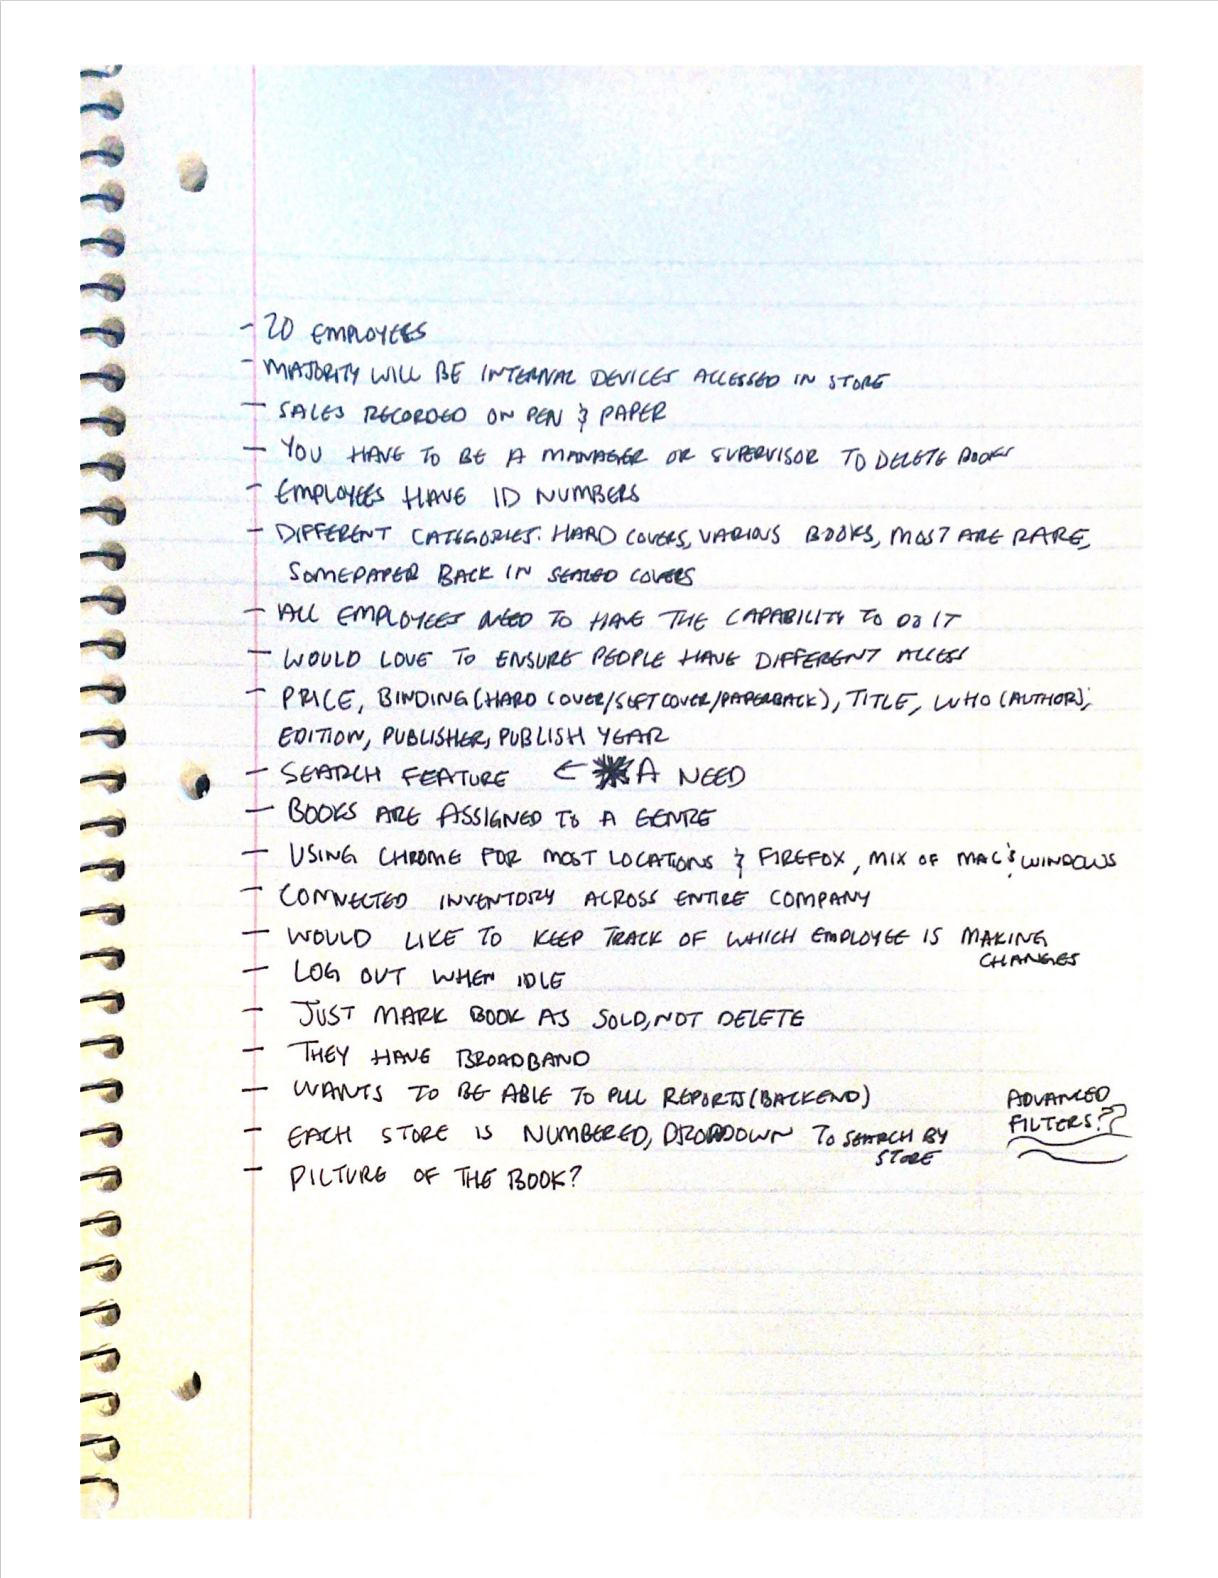 - 20 EMPLOYEES
- MAJORITY WILL BE INTERNAL DEVICES ACCESSED IN STORE
- SALES RECORDED ON PEN & PAPER
- YOU HAVE TO BE A MANAGER OR SUPERVISOR TO DELETE BOOKS
- EMPLOYEES HAVE ID NUMBERS
- DIFFERENT CATEGORIES: HARD COVERS, VARIOUS BOOKS, MOST ARE RARE,
SOME PAPER BACK IN SEALED COVERS
- ALL EMPLOYEES NEED TO HAVE THE CAPABILITY TO DO IT
- WOULD LOVE TO ENSURE PEOPLE HAVE DIFFERENT ACCESS
- PRICE, BINDING (HARD COVER/SOFT COVER/PAPERBACK), TITLE, WHO (AUTHOR),
EDITION, PUBLISHER, PUBLISH YEAR
- SEARCH FEATURE ← A NEED
- BOOKS ARE ASSIGNED TO A GENRE
- USING CHROME FOR MOST LOCATIONS & FIREFOX, MIX OF MAC & WINDOWS
- CONNECTED INVENTORY ACROSS ENTIRE COMPANY
- WOULD LIKE TO KEEP TRACK OF WHICH EMPLOYEE IS MAKING
CHANGES
- LOG OUT WHEN IDLE
- JUST MARK BOOK AS SOLD, NOT DELETE
- THEY HAVE BROADBAND
- WANTS TO BE ABLE TO PULL REPORTS (BACKEND)
- EACH STORE IS NUMBERED, DROPDOWN TO SEARCH BY
STORE
- PICTURE OF THE BOOK?
ADVANCED
FILTERS?